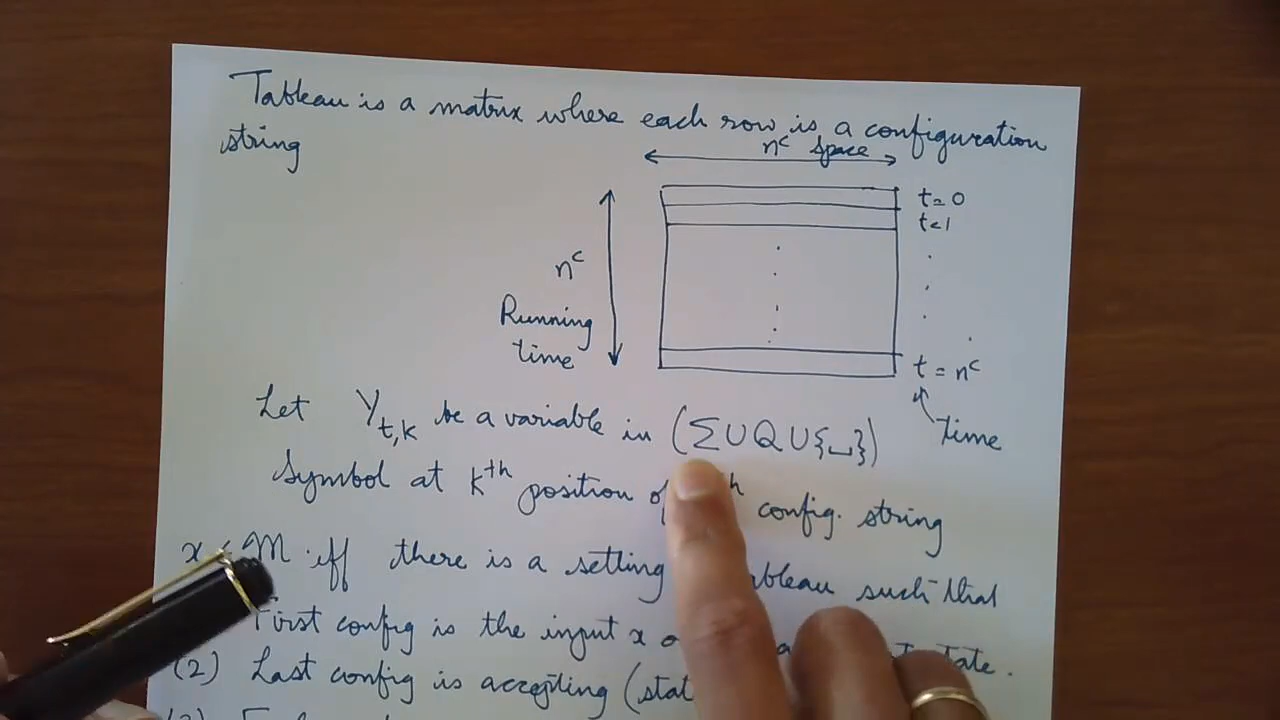 Tableau is a matrix where each row is a configuration
string
n^c space
t=0
t=1
n^c
Running
time
t = n^c
time
Let Y_{t,k} be a variable in (Σ∪Q∪{⎵})
Symbol at k^th position of config. string
x M iff there is a setting such that
First config is the input x
(2) Last config is accepting